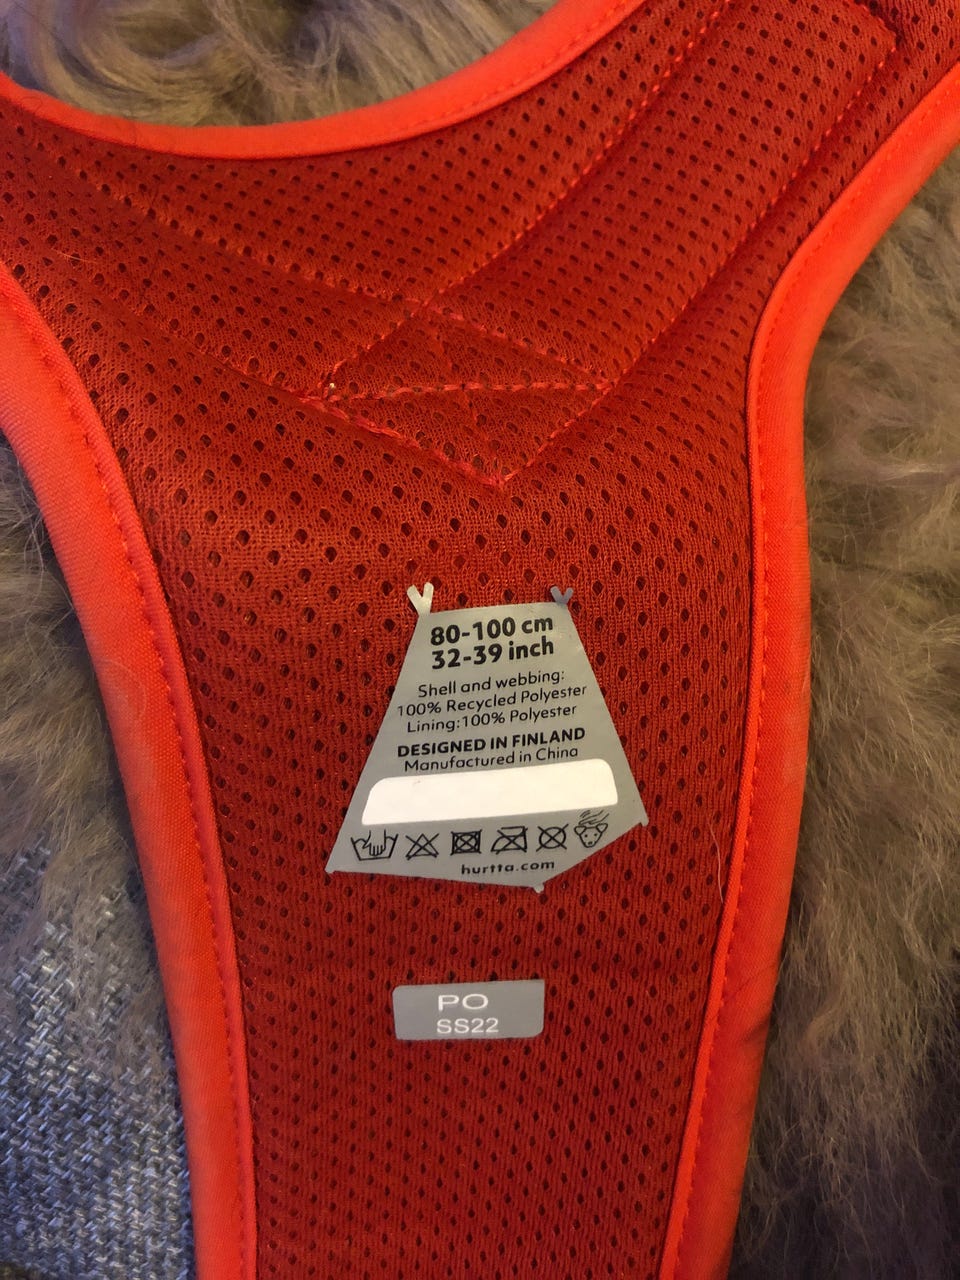 80-100 cm
32-39 inch
Shell and webbing:
100% Recycled Polyester
Lining:100% Polyester
DESIGNED IN FINLAND
Manufactured in China
hurtta.com
PO
SS22